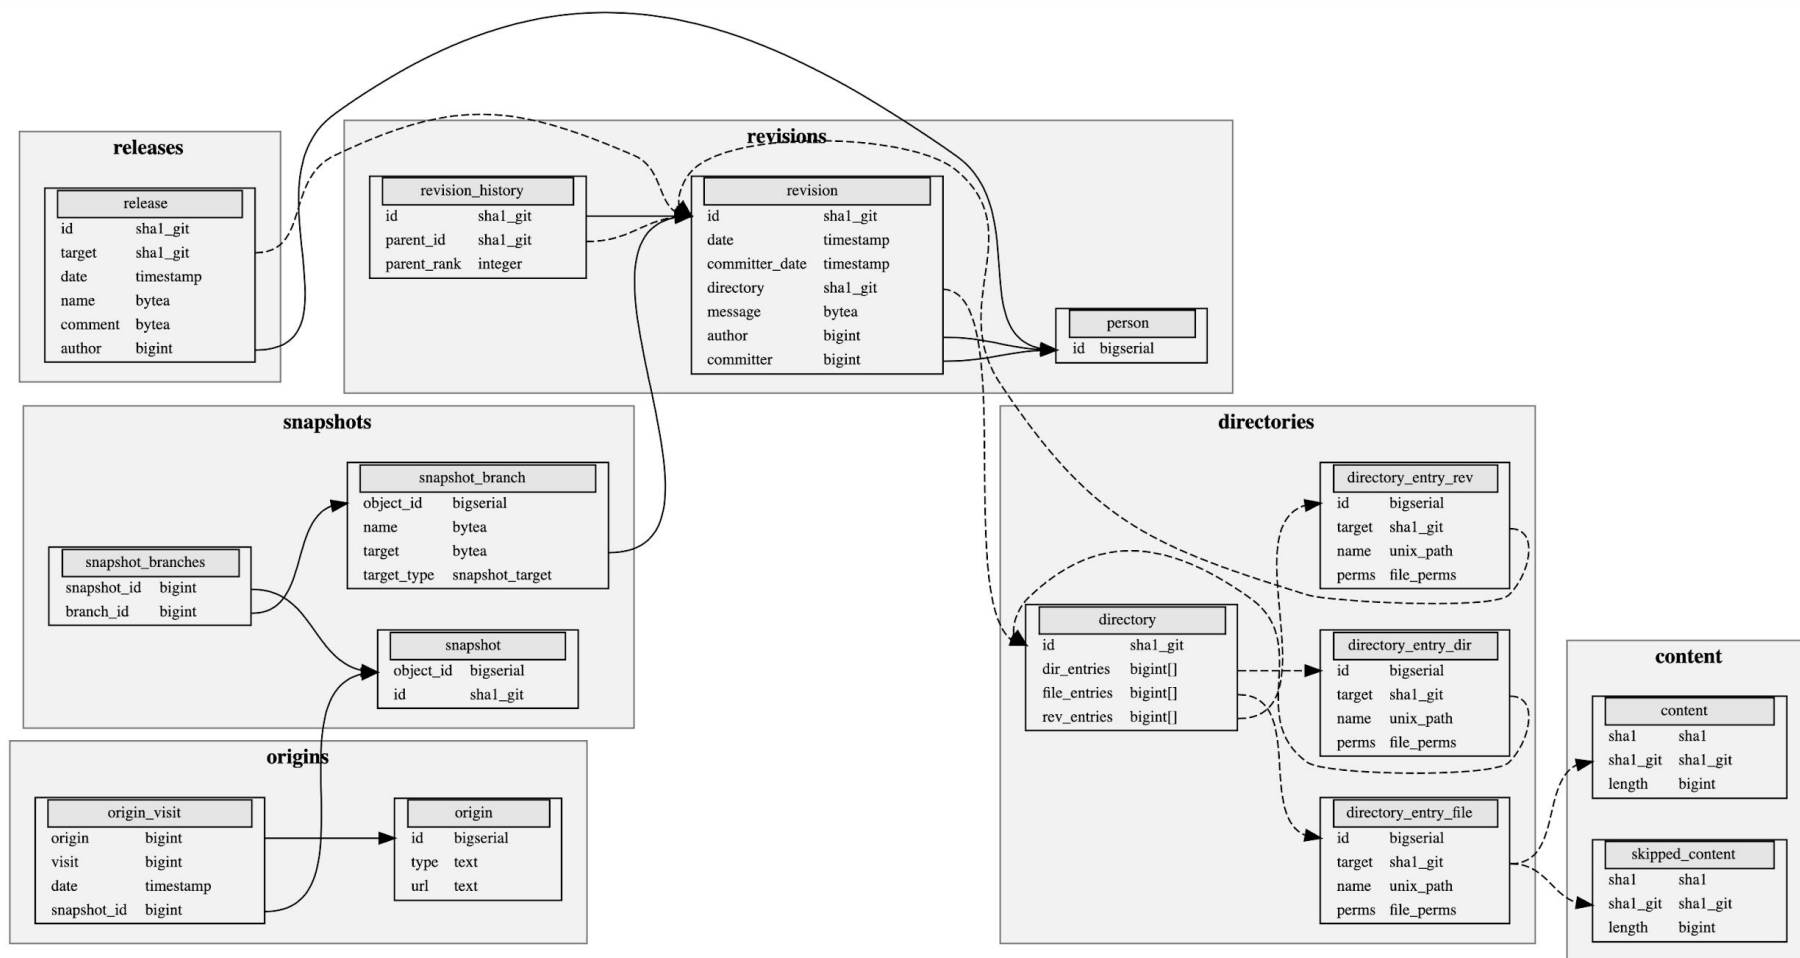 releases
release
id sha1_git
target sha1_git
date timestamp
name bytea
comment bytea
author bigint
revisions
revision_history
id sha1_git
parent_id sha1_git
parent_rank integer
revision
id sha1_git
date timestamp
committer_date timestamp
directory sha1_git
message bytea
author bigint
committer bigint
person
id bigserial
snapshots
snapshot_branch
object_id bigserial
name bytea
target bytea
target_type snapshot_target
snapshot_branches
snapshot_id bigint
branch_id bigint
snapshot
object_id bigserial
id sha1_git
origins
origin_visit
origin bigint
visit bigint
date timestamp
snapshot_id bigint
origin
id bigserial
type text
url text
directories
directory_entry_rev
id bigserial
target sha1_git
name unix_path
perms file_perms
directory
id sha1_git
dir_entries bigint[]
file_entries bigint[]
rev_entries bigint[]
directory_entry_dir
id bigserial
target sha1_git
name unix_path
perms file_perms
directory_entry_file
id bigserial
target sha1_git
name unix_path
perms file_perms
content
content
sha1 sha1
sha1_git sha1_git
length bigint
skipped_content
sha1 sha1
sha1_git sha1_git
length bigint